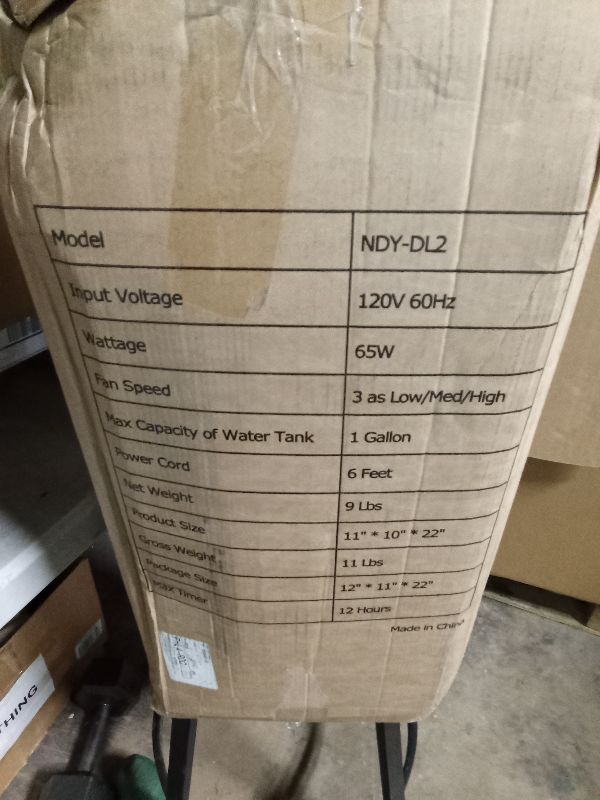 Model NDY-DL2
Input Voltage 120V 60Hz
Wattage 65W
Fan Speed 3 as Low/Med/High
Max Capacity of Water Tank 1 Gallon
Power Cord 6 Feet
Net Weight 9 Lbs
Product Size 11" * 10" * 22"
Gross Weight 11 Lbs
Package Size 12" * 11" * 22"
Max Timer 12 Hours
Made in China
THING